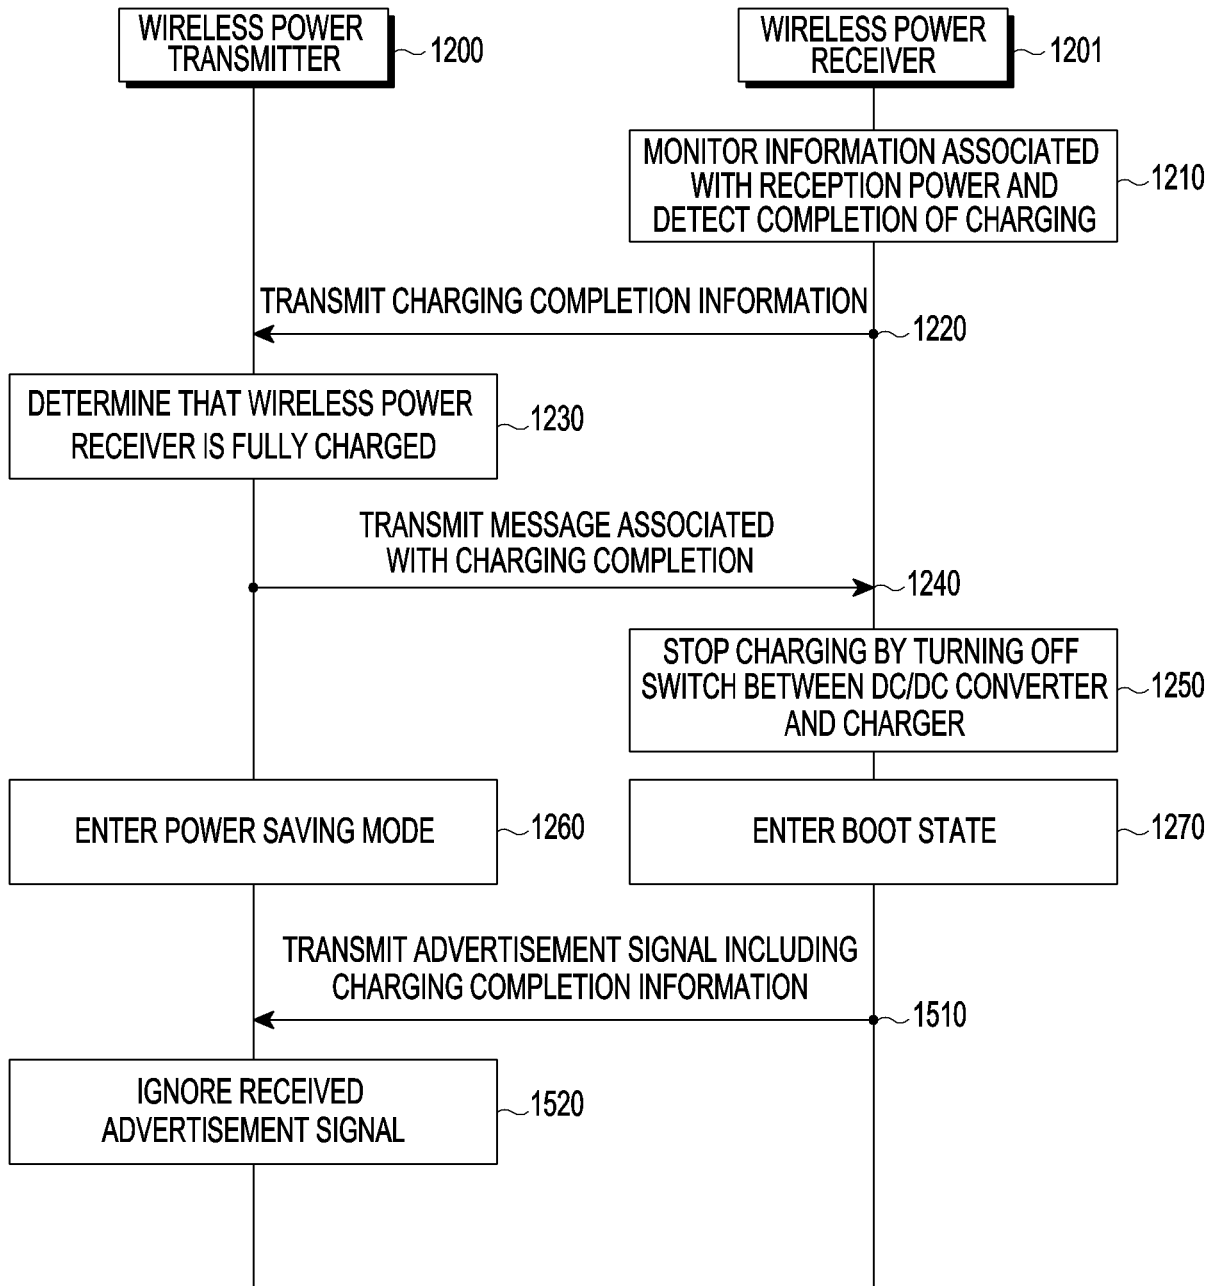 WIRELESS POWER
TRANSMITTER
1200
WIRELESS POWER
RECEIVER
1201
MONITOR INFORMATION ASSOCIATED
WITH RECEPTION POWER AND
DETECT COMPLETION OF CHARGING
1210
TRANSMIT CHARGING COMPLETION INFORMATION
1220
DETERMINE THAT WIRELESS POWER
RECEIVER IS FULLY CHARGED
1230
TRANSMIT MESSAGE ASSOCIATED
WITH CHARGING COMPLETION
1240
STOP CHARGING BY TURNING OFF
SWITCH BETWEEN DC/DC CONVERTER
AND CHARGER
1250
ENTER POWER SAVING MODE
1260
ENTER BOOT STATE
1270
TRANSMIT ADVERTISEMENT SIGNAL INCLUDING
CHARGING COMPLETION INFORMATION
1510
IGNORE RECEIVED
ADVERTISEMENT SIGNAL
1520